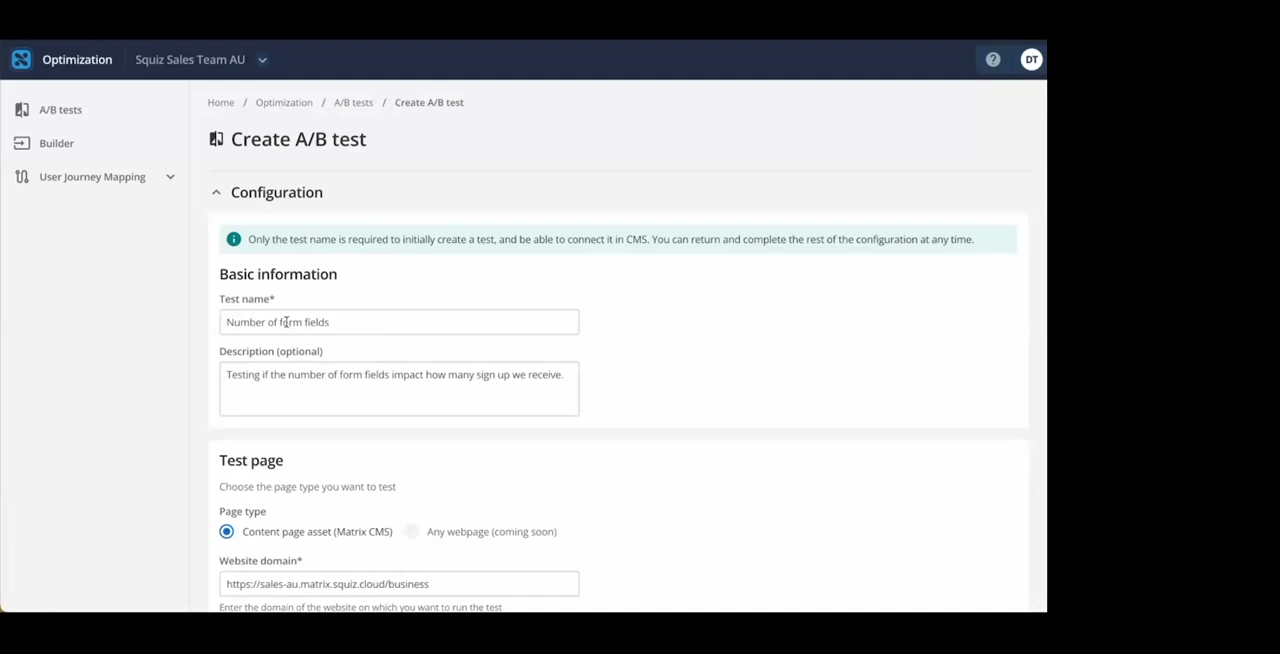 Optimization
Squiz Sales Team AU
DT
A/B tests
Builder
User Journey Mapping
Home / Optimization / A/B tests / Create A/B test
Create A/B test
Configuration
Only the test name is required to initially create a test, and be able to connect it in CMS. You can return and complete the rest of the configuration at any time.
Basic information
Test name*
Number of form fields
Description (optional)
Testing if the number of form fields impact how many sign up we receive.
Test page
Choose the page type you want to test
Page type
Content page asset (Matrix CMS)
Any webpage (coming soon)
Website domain*
https://sales-au.matrix.squiz.cloud/business
Enter the domain of the website on which you want to run the test